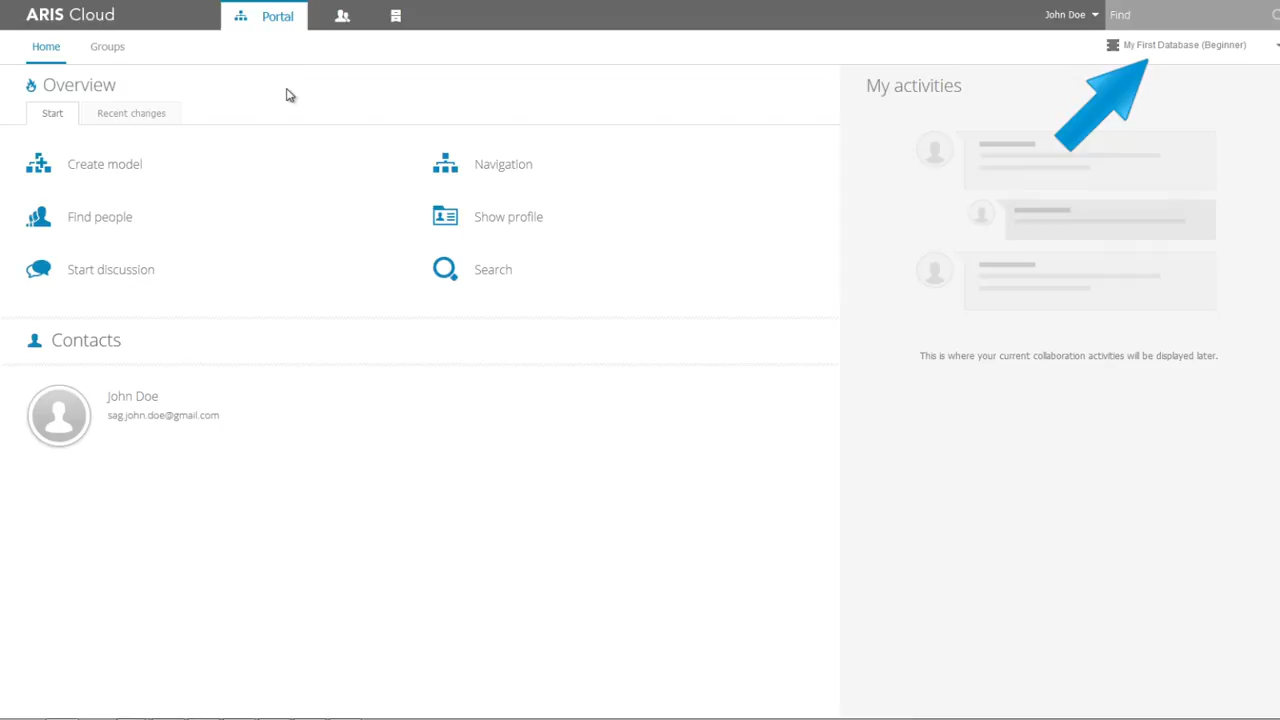 ARIS Cloud
Portal
John Doe
Find
Home
Groups
My First Database (Beginner)
Overview
Start
Recent changes
Create model
Navigation
Find people
Show profile
Start discussion
Search
Contacts
John Doe
sag.john.doe@gmail.com
My activities
This is where your current collaboration activities will be displayed later.